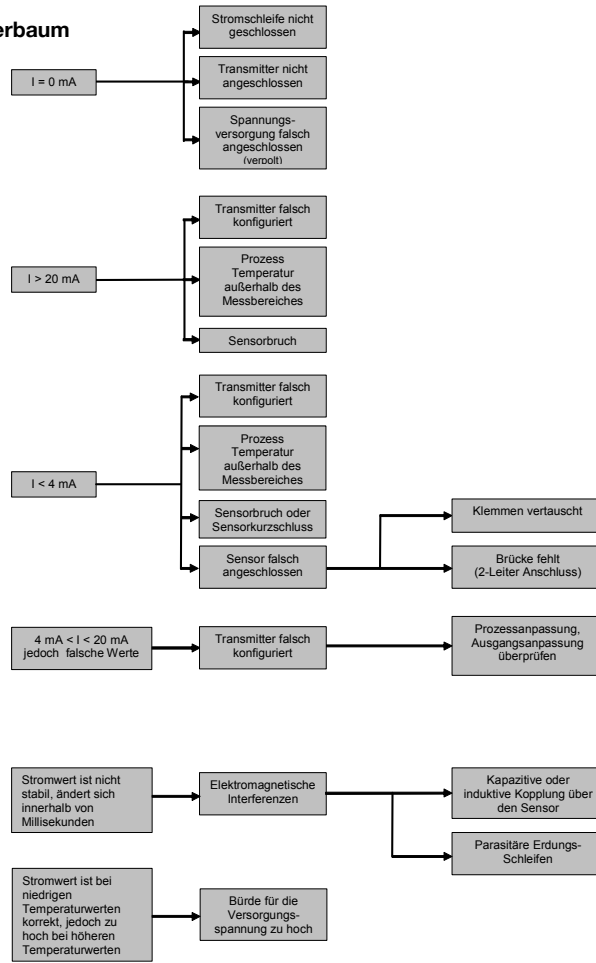 erbaum
I = 0 mA
Stromschleife nicht
geschlossen
Transmitter nicht
angeschlossen
Spannungs-
versorgung falsch
angeschlossen
(verpolt)
I > 20 mA
Transmitter falsch
konfiguriert
Prozess
Temperatur
außerhalb des
Messbereiches
Sensorbruch
I < 4 mA
Transmitter falsch
konfiguriert
Prozess
Temperatur
außerhalb des
Messbereiches
Sensorbruch oder
Sensorkurzschluss
Sensor falsch
angeschlossen
Klemmen vertauscht
Brücke fehlt
(2-Leiter Anschluss)
4 mA < I < 20 mA
jedoch falsche Werte
Transmitter falsch
konfiguriert
Prozessanpassung,
Ausgangsanpassung
überprüfen
Stromwert ist nicht
stabil, ändert sich
innerhalb von
Millisekunden
Elektromagnetische
Interferenzen
Kapazitive oder
induktive Kopplung über
den Sensor
Parasitäre Erdungs-
Schleifen
Stromwert ist bei
niedrigen
Temperaturwerten
korrekt, jedoch zu
hoch bei höheren
Temperaturwerten
Bürde für die
Versorgungs-
spannung zu hoch